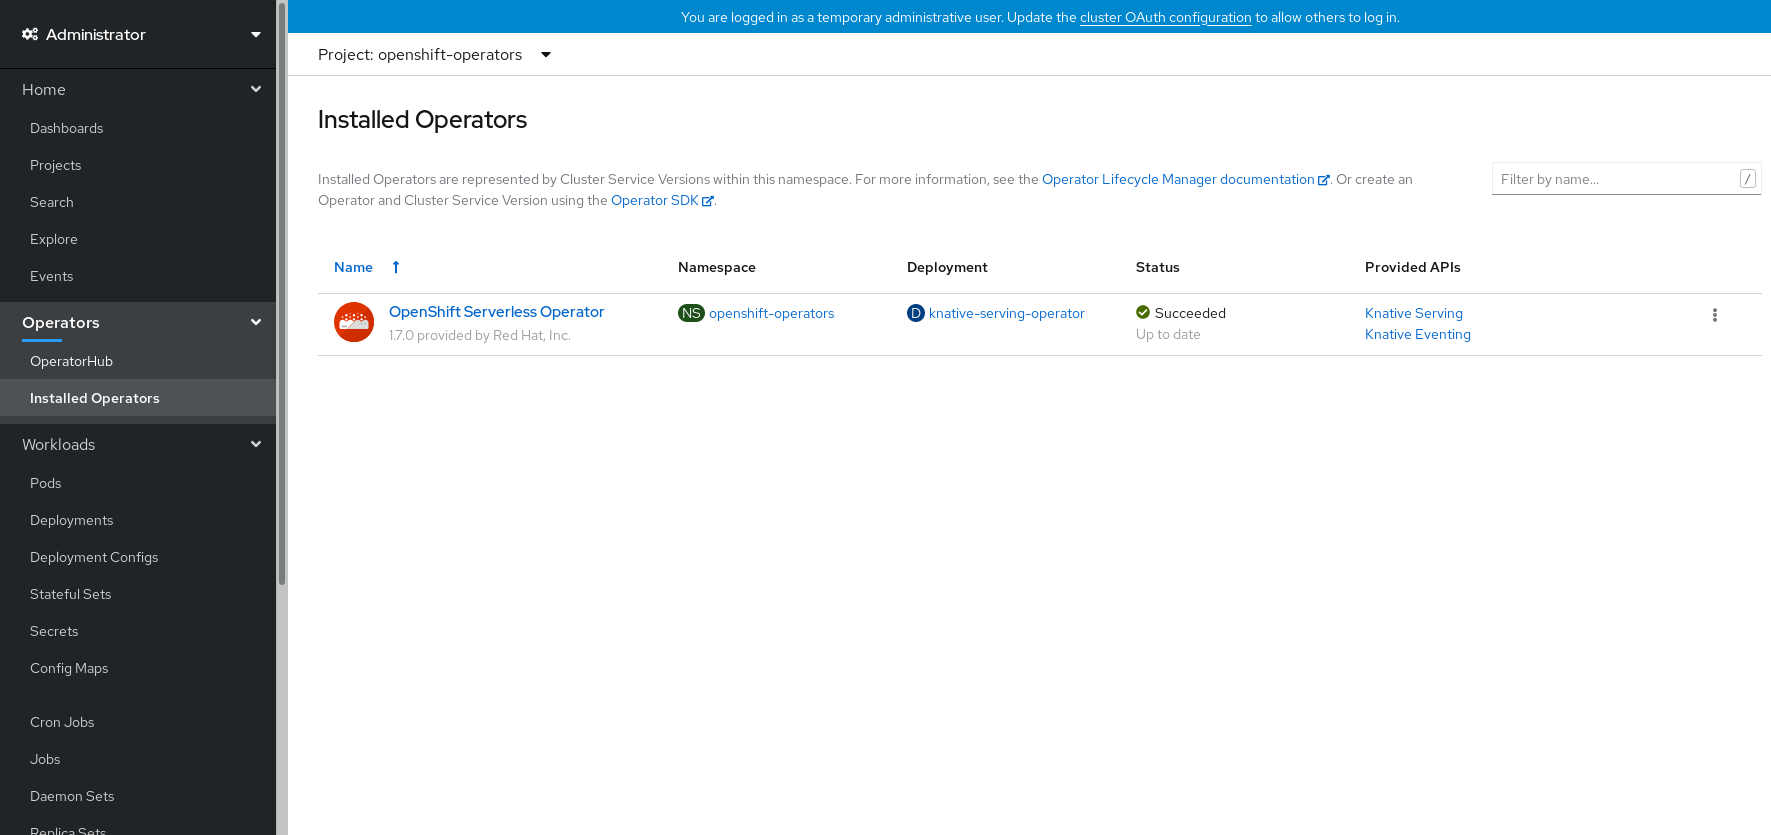 Administrator
Home
Dashboards
Projects
Search
Explore
Events
Operators
OperatorHub
Installed Operators
Workloads
Pods
Deployments
Deployment Configs
Stateful Sets
Secrets
Config Maps
Cron Jobs
Jobs
Daemon Sets
Replica Sets
You are logged in as a temporary administrative user. Update the cluster OAuth configuration to allow others to log in.
Project: openshift-operators
Installed Operators
Installed Operators are represented by Cluster Service Versions within this namespace. For more information, see the Operator Lifecycle Manager documentation. Or create an
Operator and Cluster Service Version using the Operator SDK.
Filter by name... /
Name Namespace Deployment Status Provided APIs
OpenShift Serverless Operator NS openshift-operators D knative-serving-operator Succeeded Knative Serving
1.7.0 provided by Red Hat, Inc. Up to date Knative Eventing